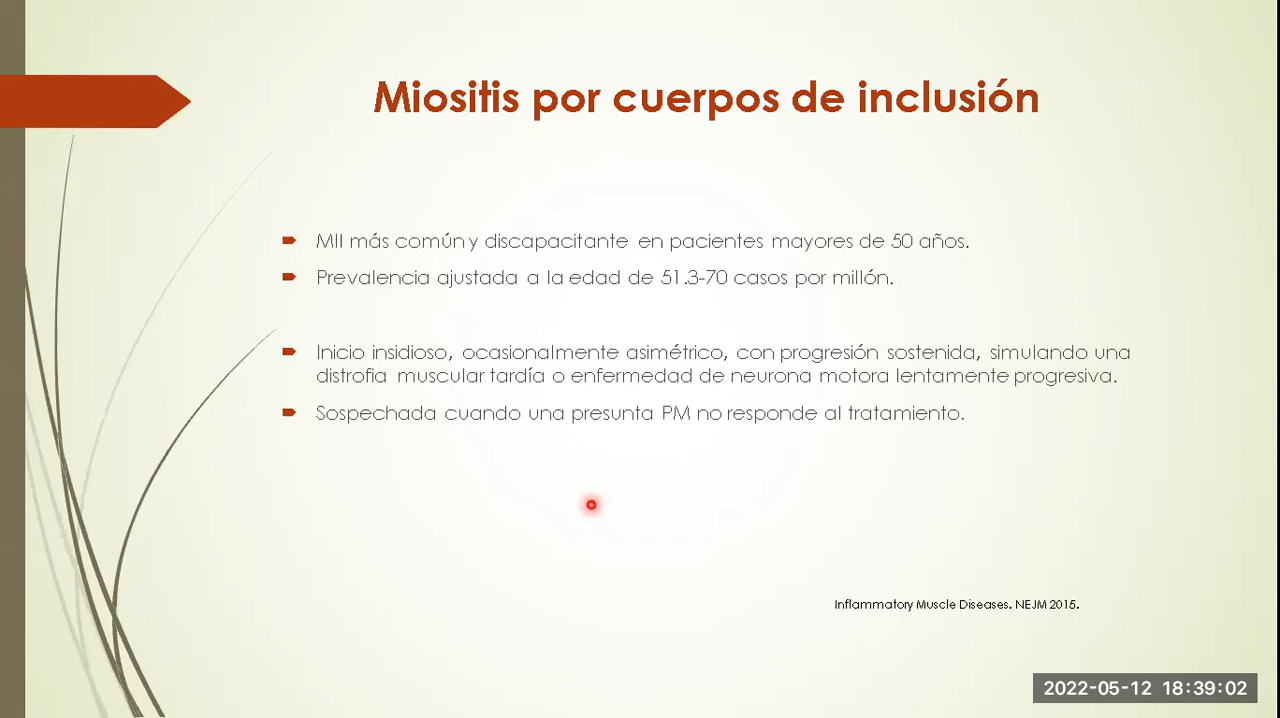 Miositis por cuerpos de inclusión
MII más común y discapacitante en pacientes mayores de 50 años.
Prevalencia ajustada a la edad de 51.3-70 casos por millón.
Inicio insidioso, ocasionalmente asimétrico, con progresión sostenida, simulando una
distrofia muscular tardía o enfermedad de neurona motora lentamente progresiva.
Sospechada cuando una presunta PM no responde al tratamiento.
Inflammatory Muscle Diseases. NEJM 2015.
2022-05-12 18:39:02